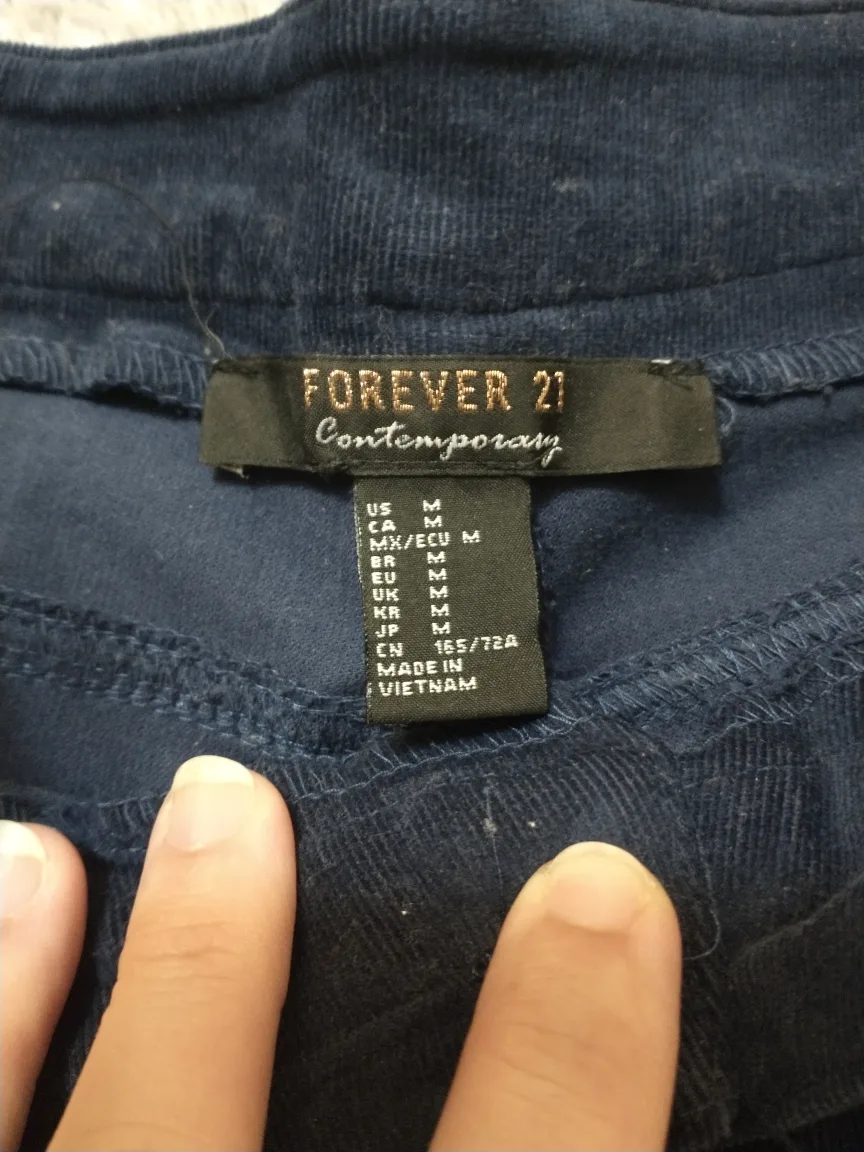 FOREVER 21
Contemporary
US M
CA M
MX/ECU M
BR M
EU M
UK M
KR M
JP M
CN 165/72A
MADE IN
VIETNAM